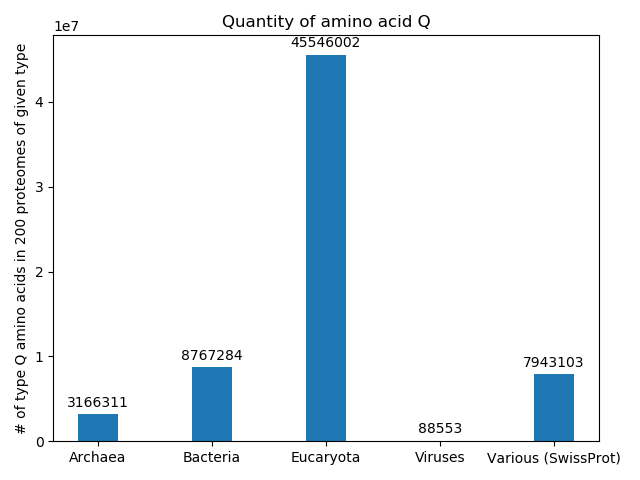 Quantity of amino acid Q
1e7
# of type Q amino acids in 200 proteomes of given type
4
3
2
1
0
3166311
8767284
45546002
88553
7943103
Archaea
Bacteria
Eucaryota
Viruses
Various (SwissProt)